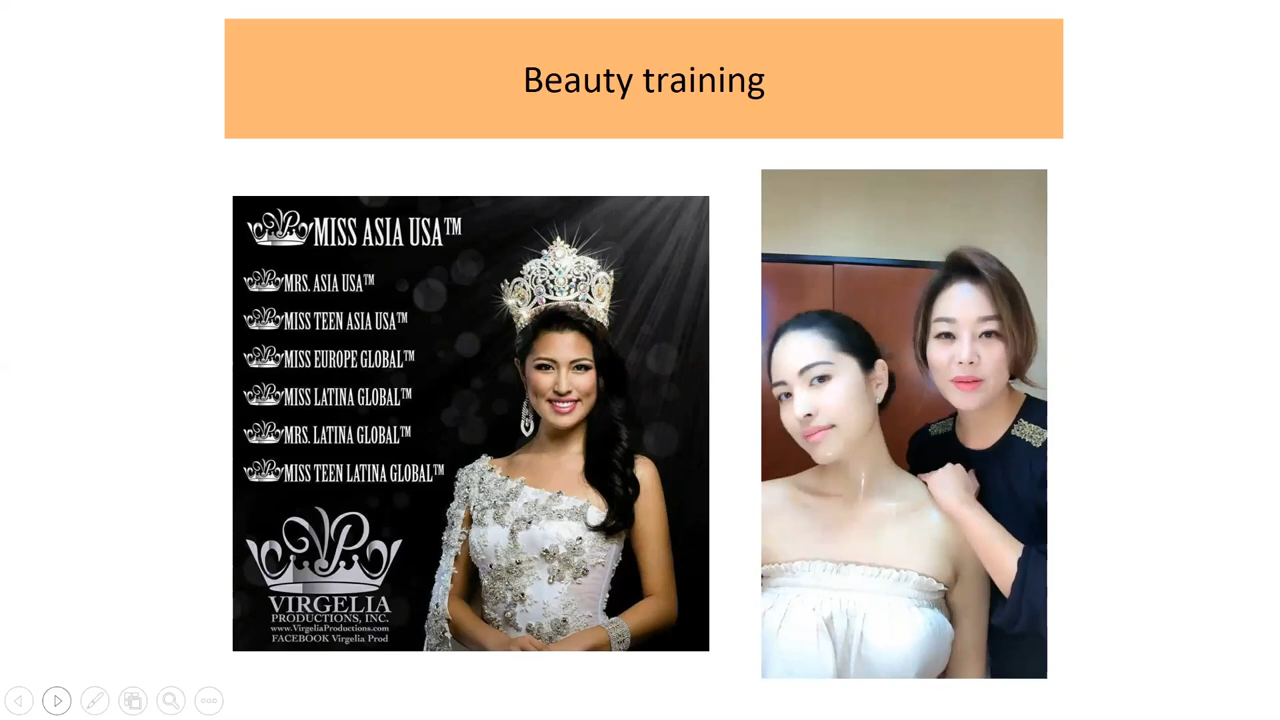 Beauty training
MISS ASIA USA™
MRS. ASIA USA™
MISS TEEN ASIA USA™
MISS EUROPE GLOBAL™
MISS LATINA GLOBAL™
MRS. LATINA GLOBAL™
MISS TEEN LATINA GLOBAL™
VP
VIRGELIA
PRODUCTIONS, INC.
www.VirgeliaProductions.com
FACEBOOK Virgelia Prod